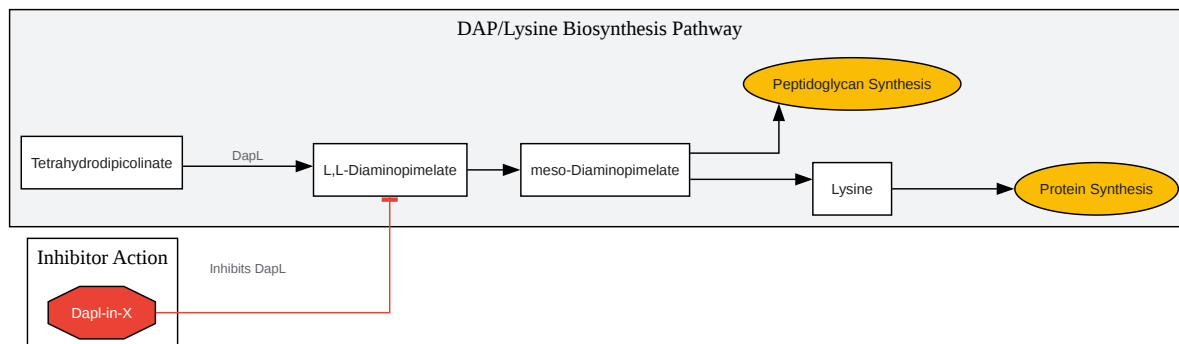 DAP/Lysine Biosynthesis Pathway
Peptidoglycan Synthesis
Tetrahydrodipicolinate
DapL
L,L-Diaminopimelate
meso-Diaminopimelate
Lysine
Protein Synthesis
Inhibitor Action
Inhibits DapL
Dapl-in-X